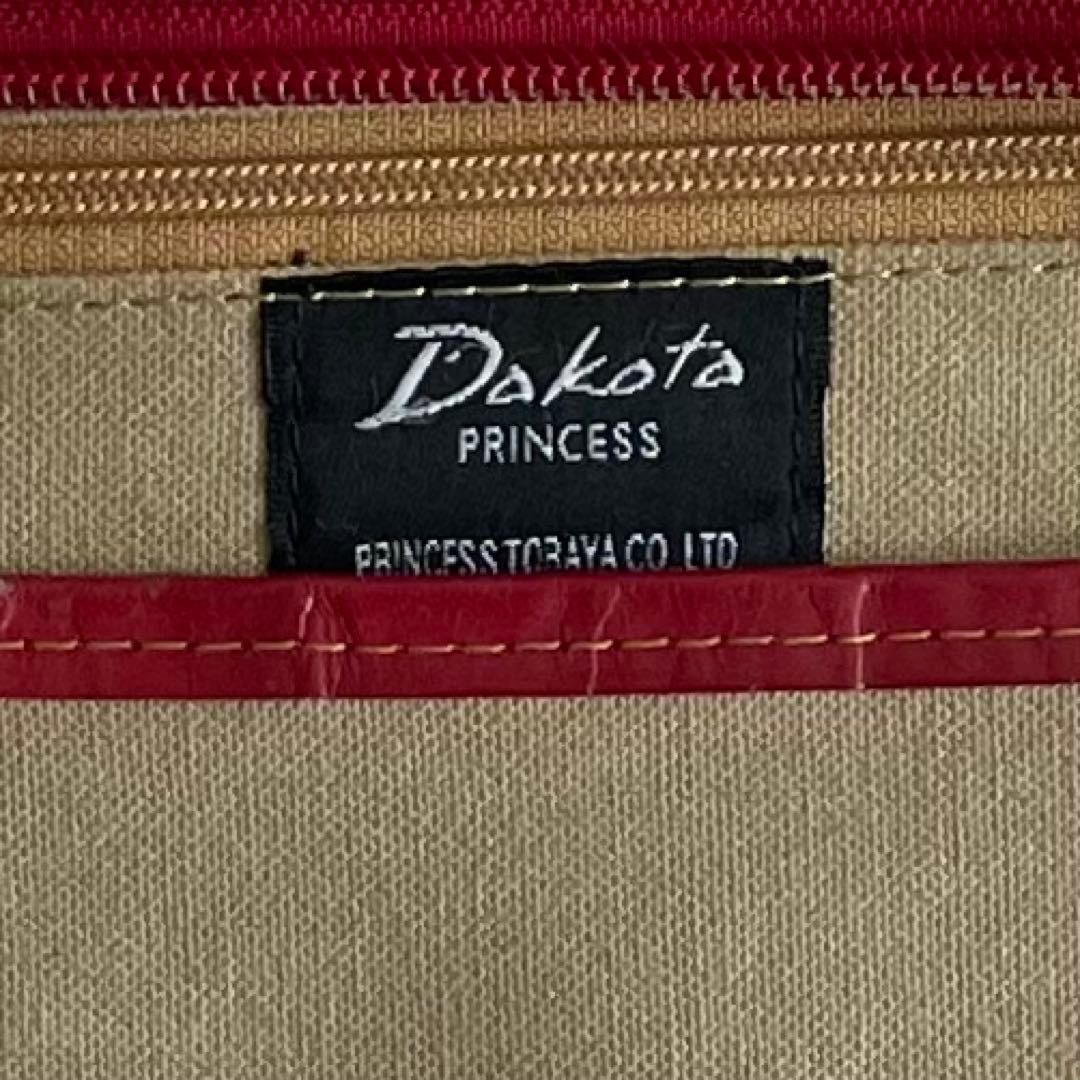 Dakota
PRINCESS
PRINCESS TORAYA CO., LTD